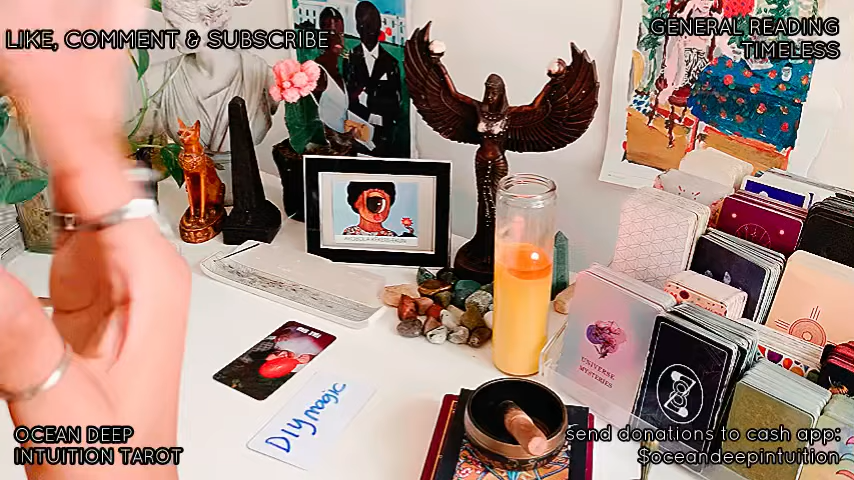 LIKE, COMMENT & SUBSCRIBE
GENERAL READING
TIMELESS
UNIVERSE
MYSTERIES
DIY magic
OCEAN DEEP
INTUITION TAROT
send donations to cash app:
$oceandeepintuition